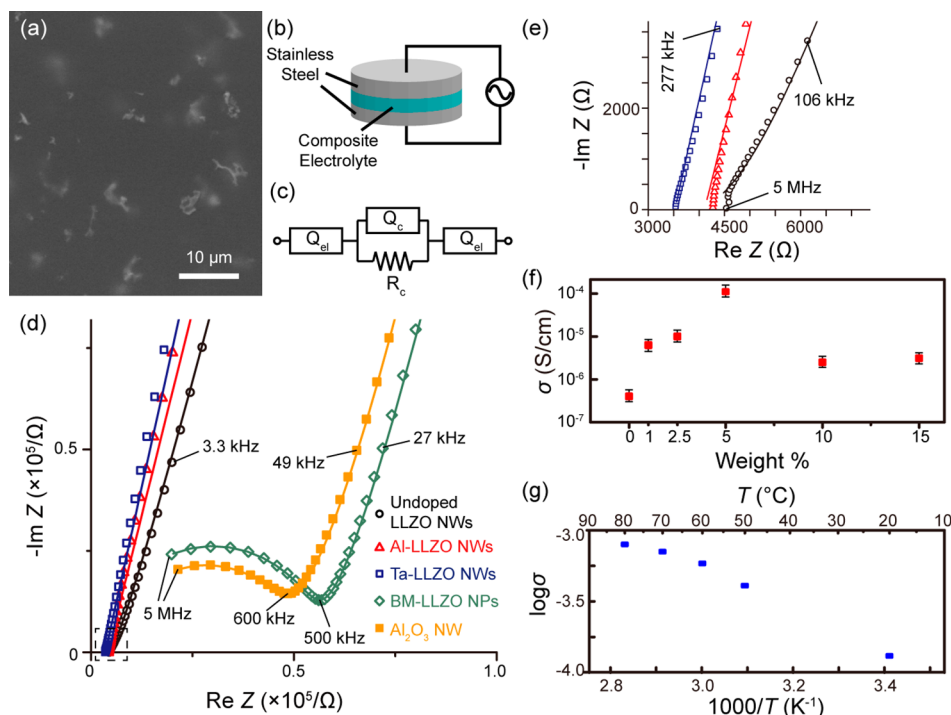 (a)
10 µm
(b)
Stainless
Steel
Composite
Electrolyte
(c)
Q_el
Q_c
R_c
Q_el
(d)
-Im Z (×10⁵/Ω)
0.5
0
0
0.5
1.0
Re Z (×10⁵/Ω)
3.3 kHz
49 kHz
27 kHz
5 MHz
600 kHz
500 kHz
Undoped
LLZO NWs
Al-LLZO NWs
Ta-LLZO NWs
BM-LLZO NPs
Al₂O₃ NW
(e)
-Im Z (Ω)
2000
0
3000 4500 6000
Re Z (Ω)
277 kHz
106 kHz
5 MHz
(f)
σ (S/cm)
10⁻⁴
10⁻⁵
10⁻⁶
10⁻⁷
0 1 2.5 5 10 15
Weight %
(g)
T (°C)
90 80 70 60 50 40 30 20 10
logσ
-3.0
-3.5
-4.0
2.8 3.0 3.2 3.4
1000/T (K⁻¹)